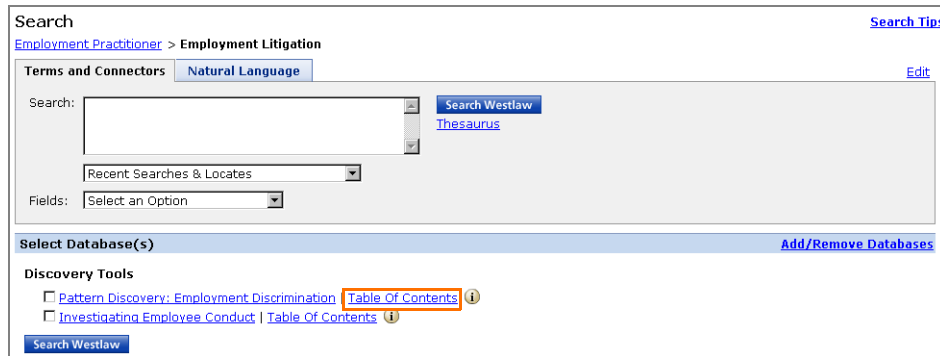 Search
Search Tips
Employment Practitioner > Employment Litigation
Terms and Connectors Natural Language Edit
Search: Search Westlaw
Thesaurus
Recent Searches & Locates
Fields: Select an Option
Select Database(s) Add/Remove Databases
Discovery Tools
Pattern Discovery: Employment Discrimination | Table Of Contents i
Investigating Employee Conduct | Table Of Contents i
Search Westlaw